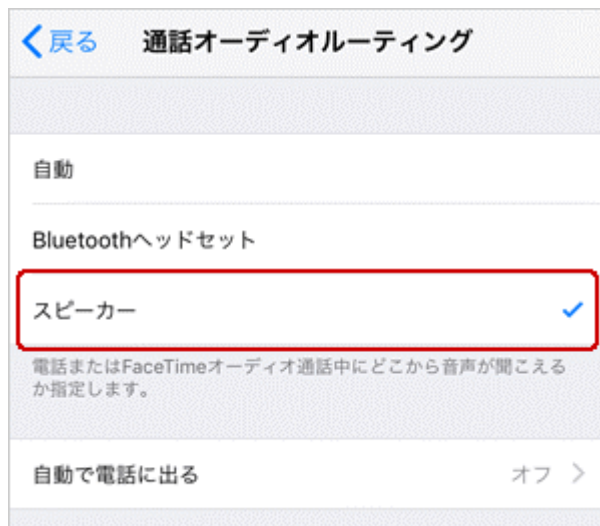 戻る 通話オーディオルーティング
自動
Bluetoothヘッドセット
スピーカー
電話またはFaceTimeオーディオ通話中にどこから音声が聞こえる
か指定します。
自動で電話に出る オフ